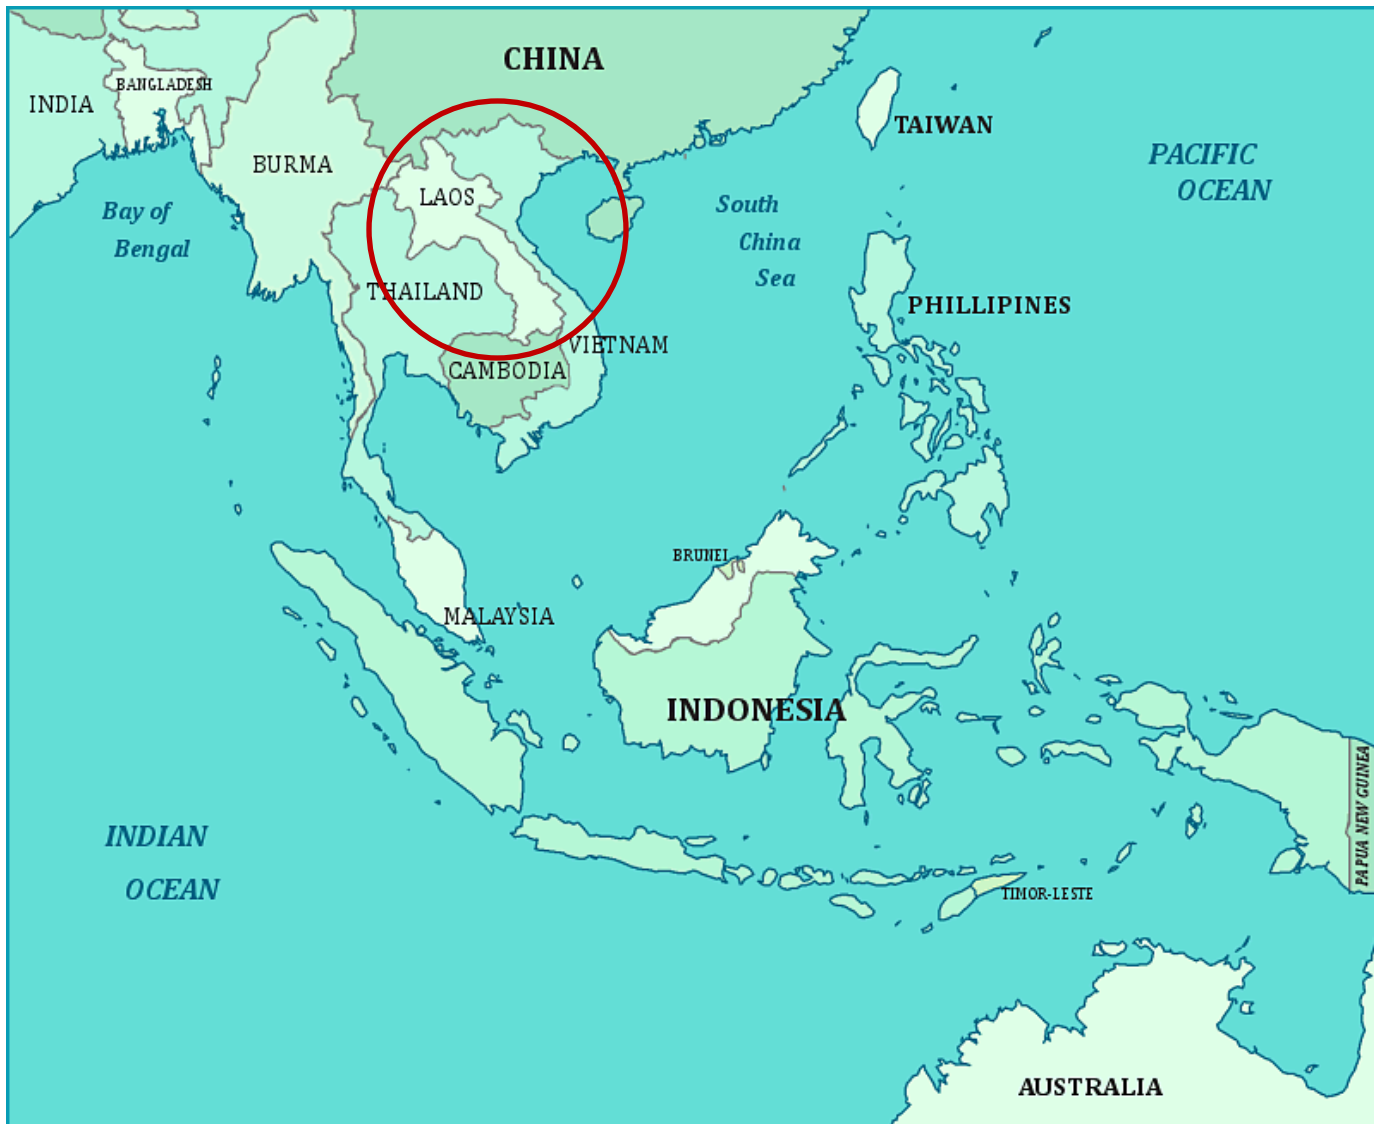 CHINA
BANGLADESH
INDIA
TAIWAN
BURMA
PACIFIC
OCEAN
LAOS
Bay of
Bengal
South
China
Sea
THAILAND
PHILLIPINES
VIETNAM
CAMBODIA
BRUNEI
MALAYSIA
INDONESIA
PAPUA NEW GUINEA
INDIAN
OCEAN
TIMOR-LESTE
AUSTRALIA